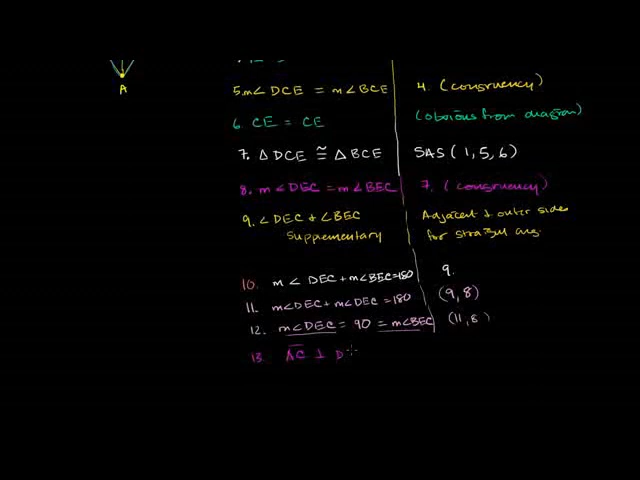 A
5. m∠DCE = m∠BCE 4. (congruency)
6. CE = CE (obvious from diagram)
7. △DCE ≅ △BCE SAS (1,5,6)
8. m∠DEC = m∠BEC 7. (congruency)
9. ∠DEC + ∠BEC Adjacent + outer sides
supplementary for straight ang.
10. m∠DEC + m∠BEC=180 9.
11. m∠DEC + m∠DEC = 180 (9,8)
12. m∠DEC = 90 = m∠BEC (11,8)
13. AC ⊥ D